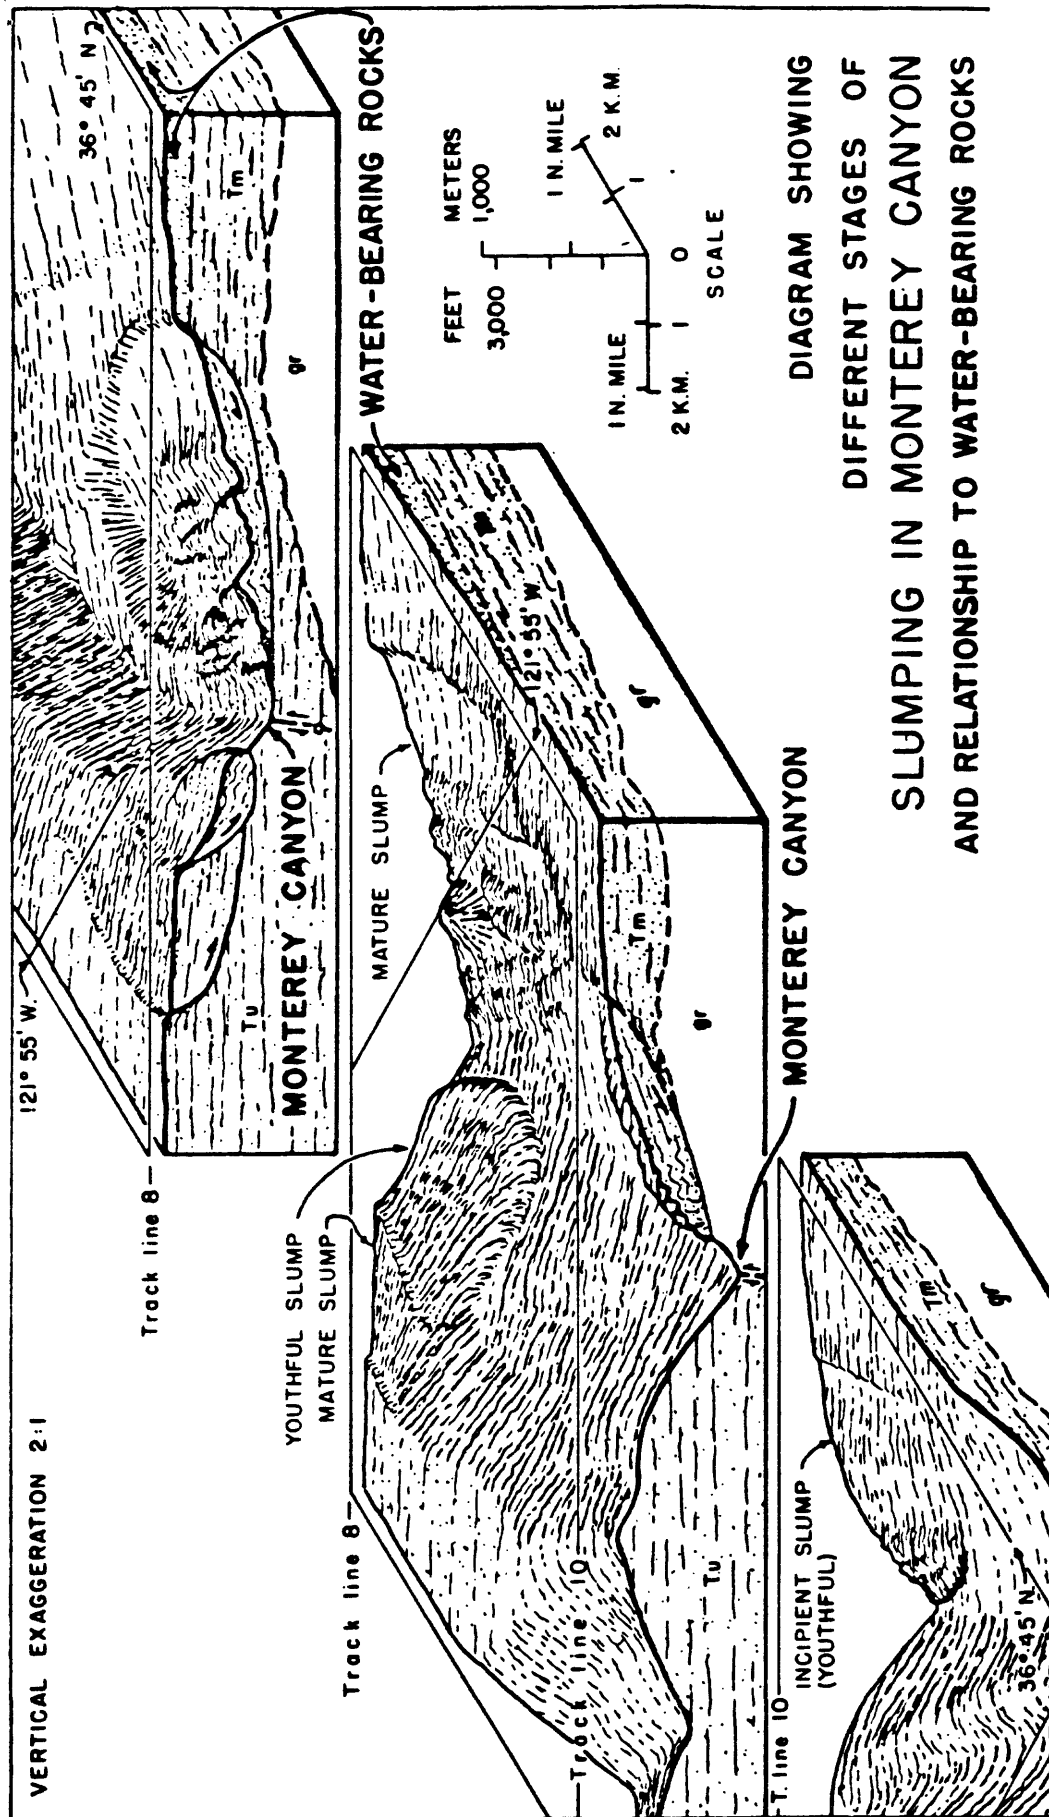 VERTICAL EXAGGERATION 2:1
121° 55' W.
36° 45' N
Track line 8
Tu
Tm
gr
MONTEREY CANYON
WATER-BEARING ROCKS
Track line 8
YOUTHFUL SLUMP
MATURE SLUMP
MATURE SLUMP
121° 55' W.
Track line 10
Tu
Tm
gr
gr
MONTEREY CANYON
T. line 10
INCIPIENT SLUMP
(YOUTHFUL)
36° 45' N.
Tm
gr
FEET METERS
3,000 1,000
1 N. MILE 1 N. MILE
2 K.M. 1 0 1 2 K.M.
SCALE
DIAGRAM SHOWING
DIFFERENT STAGES OF
SLUMPING IN MONTEREY CANYON
AND RELATIONSHIP TO WATER-BEARING ROCKS